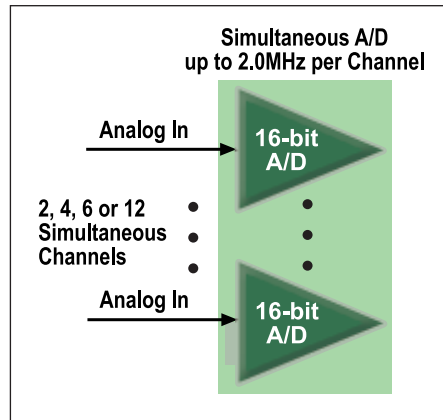 Simultaneous A/D
up to 2.0MHz per Channel
Analog In
16-bit
A/D
2, 4, 6 or 12
Simultaneous
Channels
Analog In
16-bit
A/D